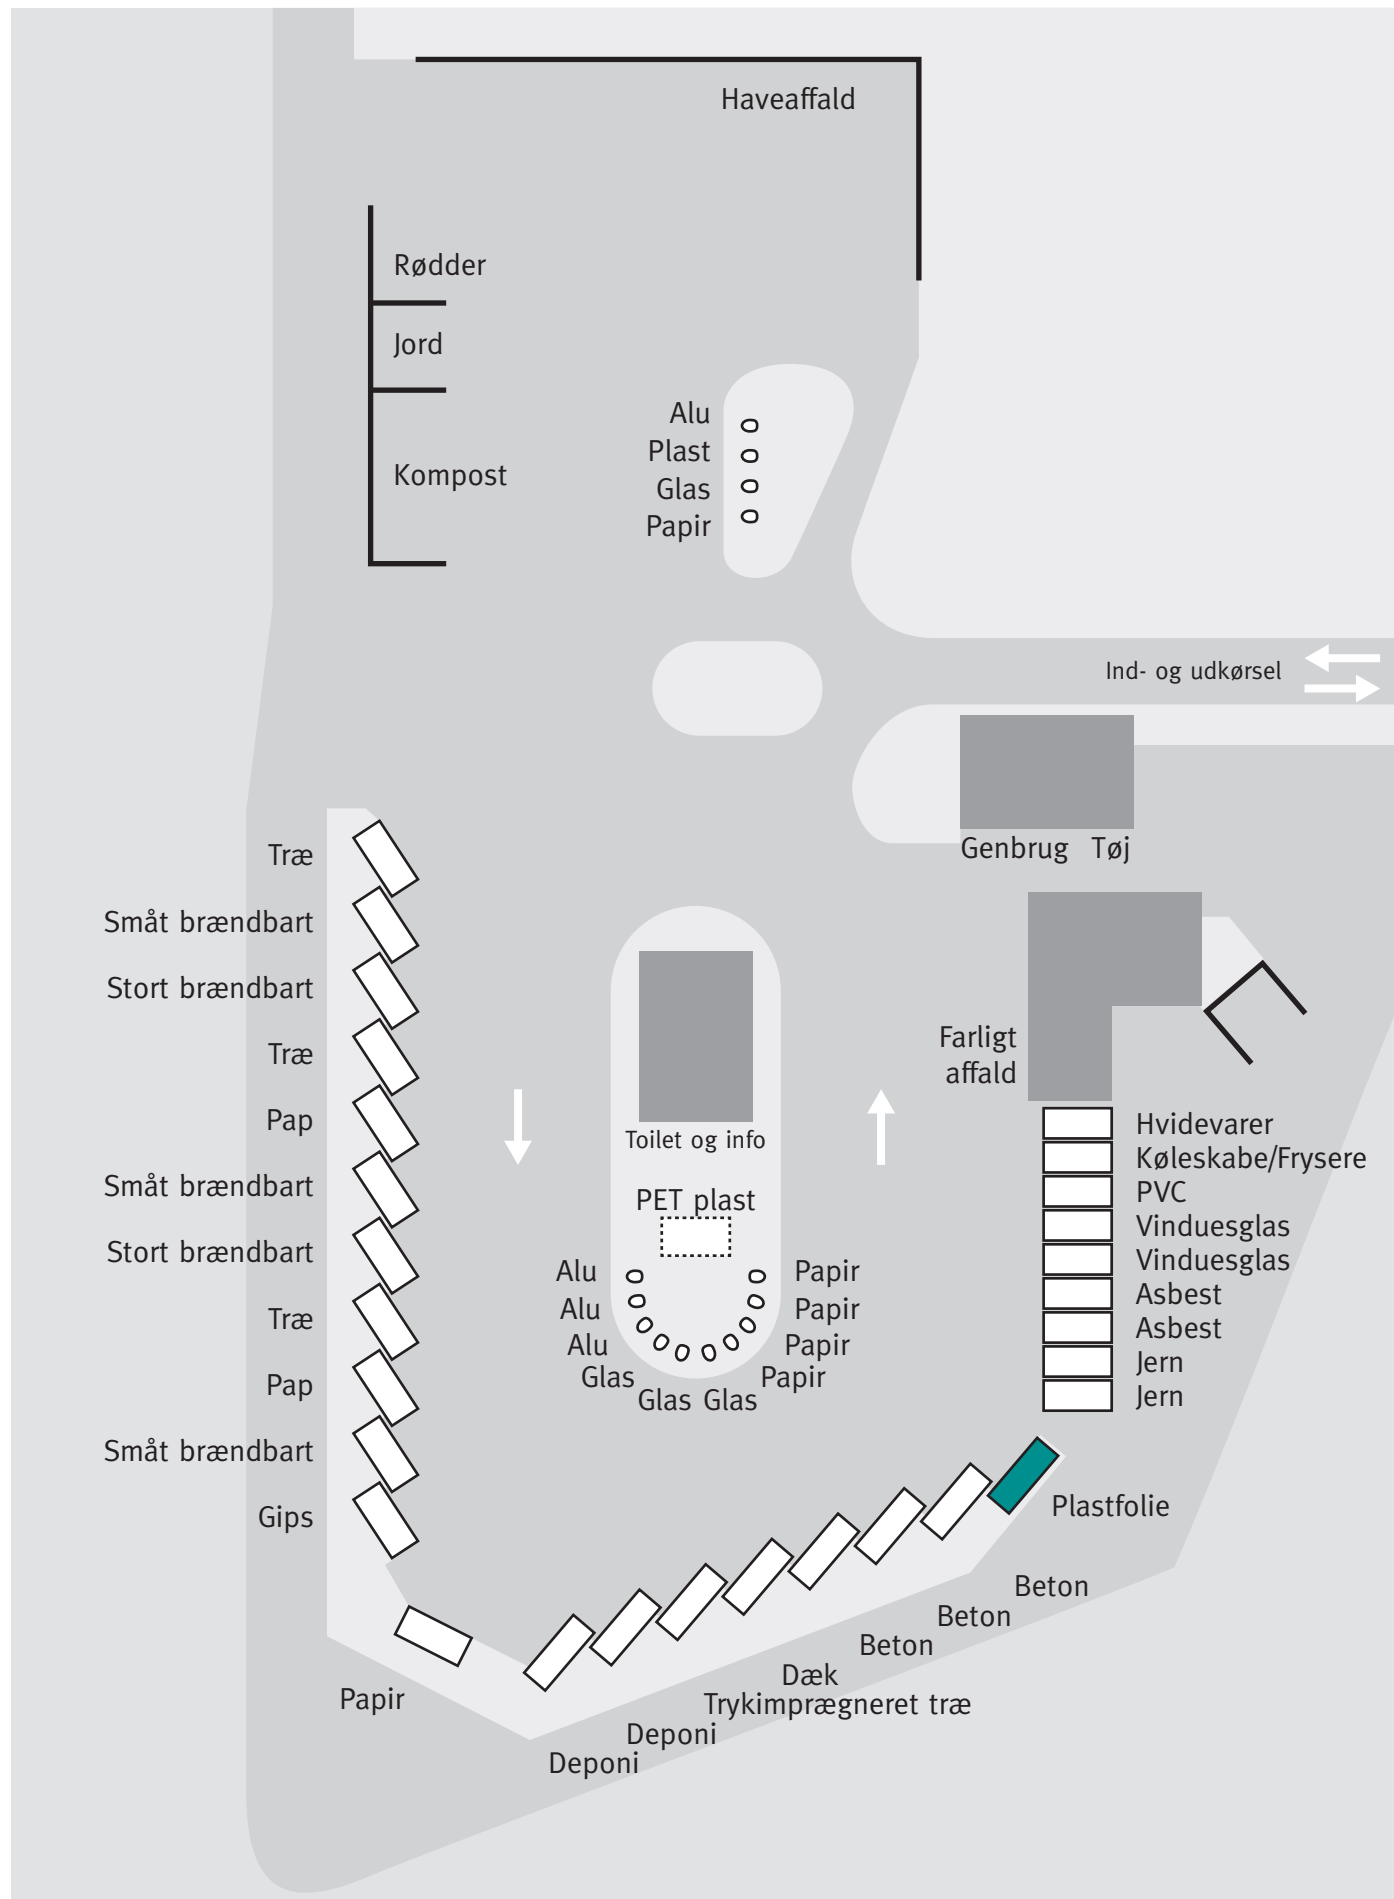 Haveaffald
Rødder
Jord
Kompost
Alu
Plast
Glas
Papir
Ind- og udkørsel
Genbrug Tøj
Træ
Småt brændbart
Stort brændbart
Træ
Pap
Småt brændbart
Stort brændbart
Træ
Pap
Småt brændbart
Gips
Papir
Toilet og info
PET plast
Alu
Alu
Alu
Glas
Glas
Glas
Papir
Papir
Papir
Papir
Farligt
affald
Hvidevarer
Køleskabe/Frysere
PVC
Vinduesglas
Vinduesglas
Asbest
Asbest
Jern
Jern
Plastfolie
Beton
Beton
Beton
Dæk
Trykimprægneret træ
Deponi
Deponi